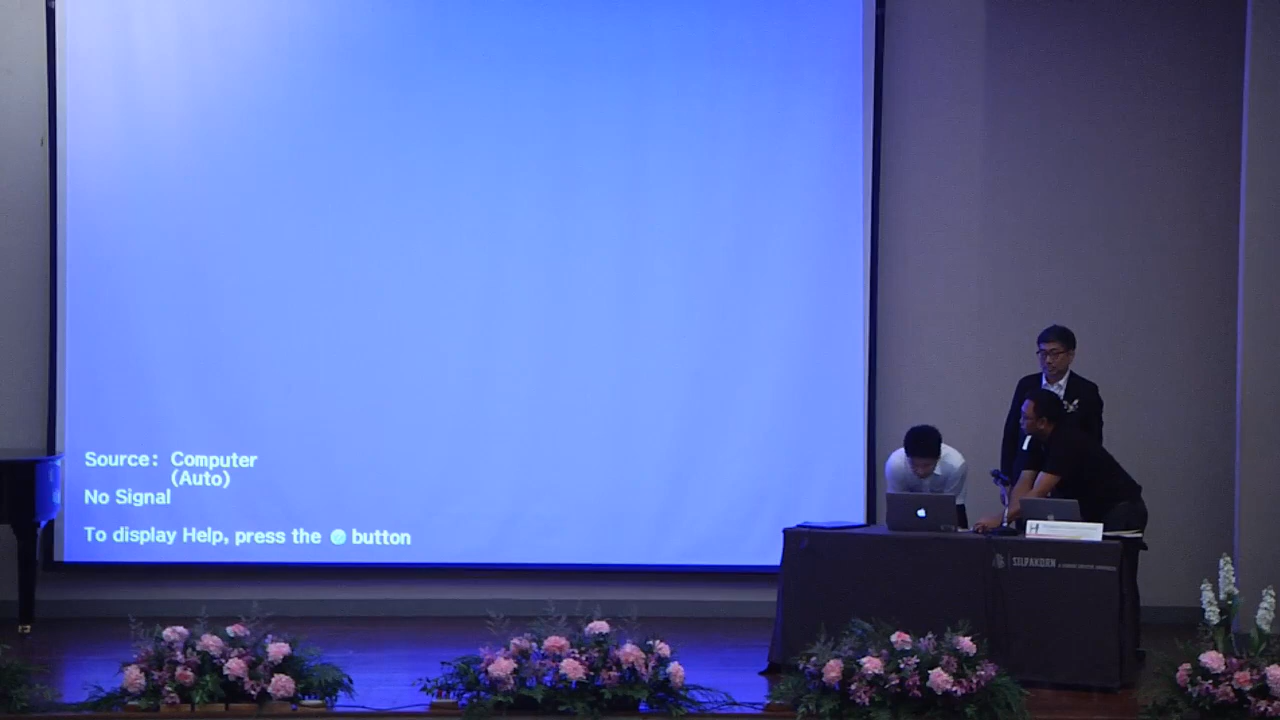 Source: Computer
(Auto)
No Signal
To display Help, press the button
SILPAKORN